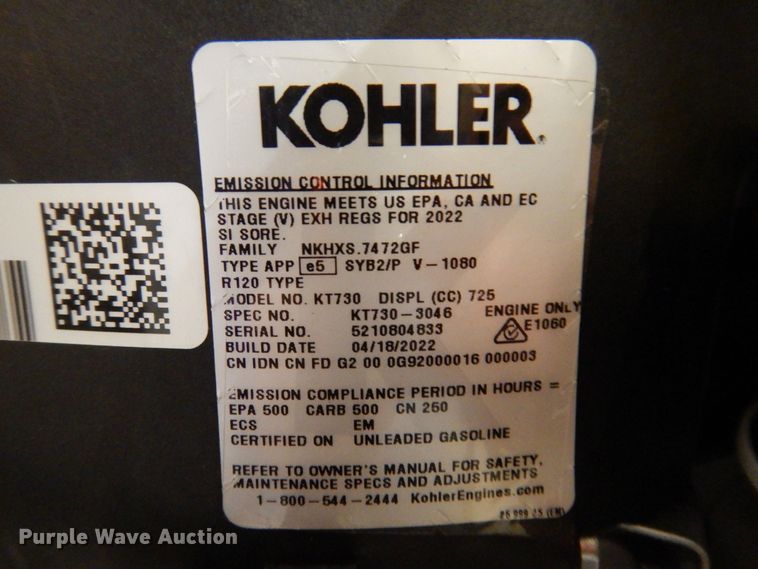 KOHLER®
EMISSION CONTROL INFORMATION
THIS ENGINE MEETS US EPA, CA AND EC
STAGE (V) EXH REGS FOR 2022
SI SORE.
FAMILY NKHXS.7472GF
TYPE APP e5 SYB2/P V-1080
R120 TYPE
MODEL NO. KT730 DISPL (CC) 725
SPEC NO. KT730-3046 ENGINE ONLY
SERIAL NO. 5210804833 E1060
BUILD DATE 04/18/2022
CN IDN CN FD G2 00 0G92000016 000003
EMISSION COMPLIANCE PERIOD IN HOURS =
EPA 500 CARB 500 CN 250
ECS EM
CERTIFIED ON UNLEADED GASOLINE
REFER TO OWNER'S MANUAL FOR SAFETY,
MAINTENANCE SPECS AND ADJUSTMENTS
1-800-544-2444 KohlerEngines.com
Purple Wave Auction